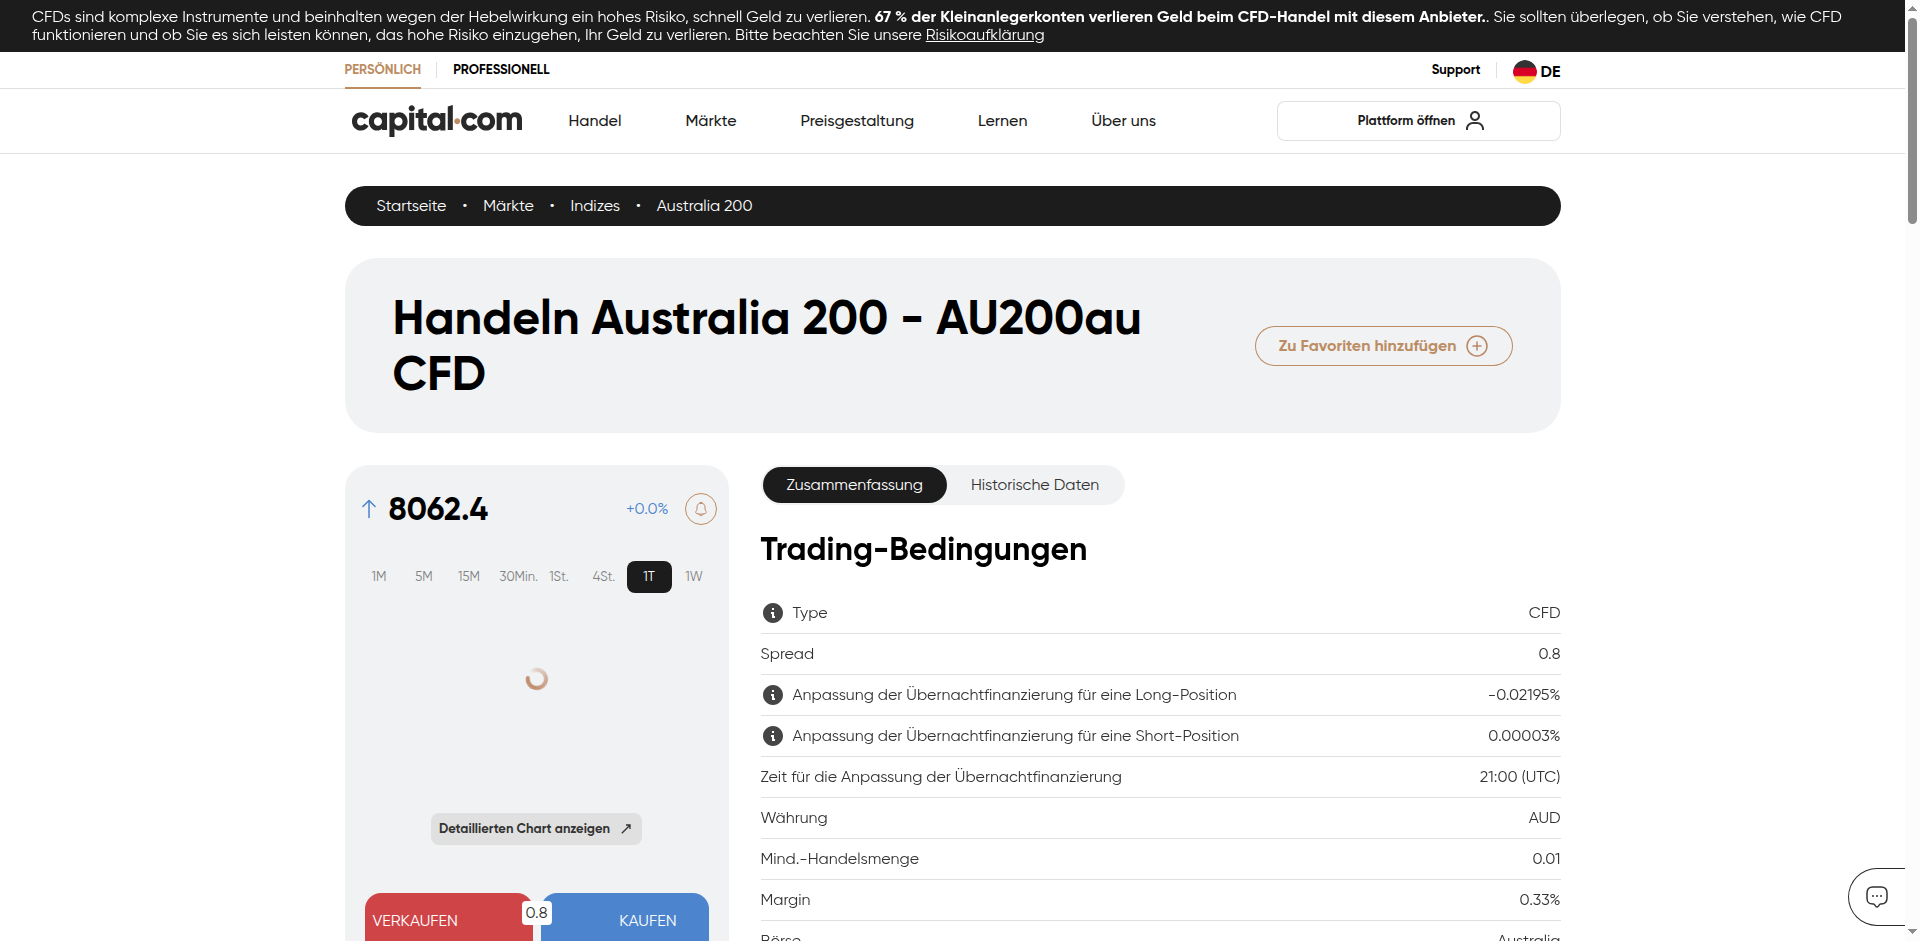 CFDs sind komplexe Instrumente und beinhalten wegen der Hebelwirkung ein hohes Risiko, schnell Geld zu verlieren. 67 % der Kleinanlegerkonten verlieren Geld beim CFD-Handel mit diesem Anbieter.. Sie sollten überlegen, ob Sie verstehen, wie CFD
funktionieren und ob Sie es sich leisten können, das hohe Risiko einzugehen, Ihr Geld zu verlieren. Bitte beachten Sie unsere Risikoaufklärung
PERSÖNLICH PROFESSIONELL Support DE
capital.com Handel Märkte Preisgestaltung Lernen Über uns Plattform öffnen
Startseite • Märkte • Indizes • Australia 200
Handeln Australia 200 - AU200au
CFD
Zu Favoriten hinzufügen
8062.4 +0.0%
1M 5M 15M 30Min. 1St. 4St. 1T 1W
Detaillierten Chart anzeigen
VERKAUFEN 0.8 KAUFEN
Zusammenfassung Historische Daten
Trading-Bedingungen
Type CFD
Spread 0.8
Anpassung der Übernachtfinanzierung für eine Long-Position -0.02195%
Anpassung der Übernachtfinanzierung für eine Short-Position 0.00003%
Zeit für die Anpassung der Übernachtfinanzierung 21:00 (UTC)
Währung AUD
Mind.-Handelsmenge 0.01
Margin 0.33%
Börse Australia